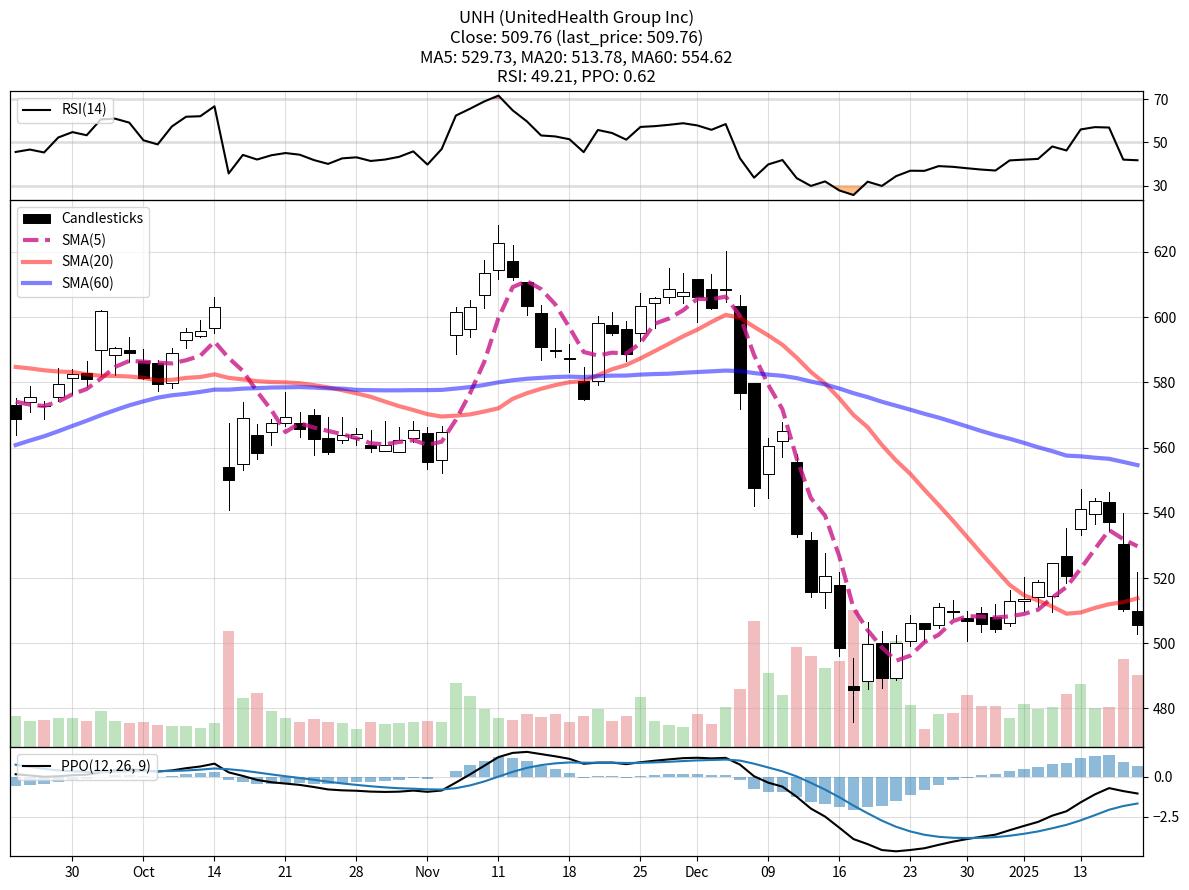 UNH (UnitedHealth Group Inc)
Close: 509.76 (last_price: 509.76)
MA5: 529.73, MA20: 513.78, MA60: 554.62
RSI: 49.21, PPO: 0.62
RSI(14)
70
50
30
Candlesticks
SMA(5)
SMA(20)
SMA(60)
620
600
580
560
540
520
500
480
PPO(12, 26, 9)
0.0
−2.5
30 Oct 14 21 28 Nov 11 18 25 Dec 09 16 23 30 2025 13